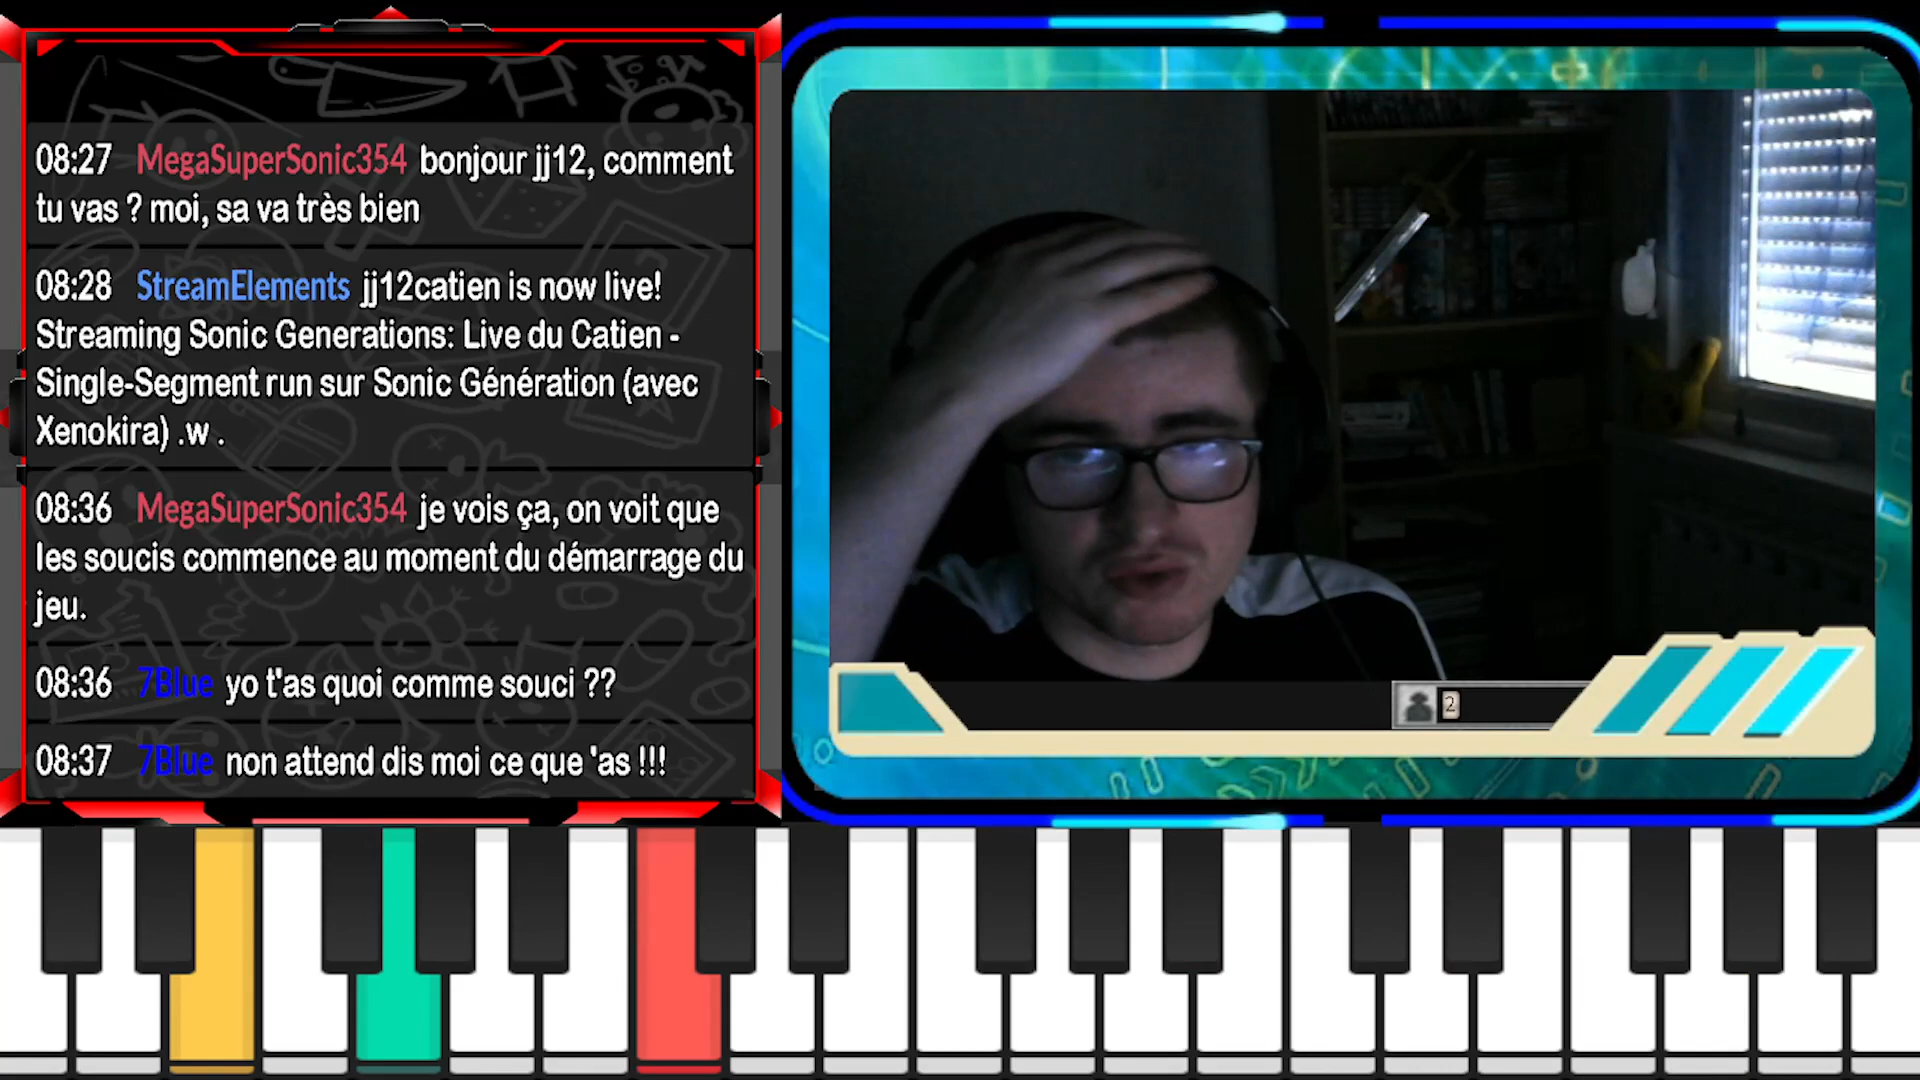 08:27 MegaSuperSonic354 bonjour jj12, comment
tu vas ? moi, sa va très bien
08:28 StreamElements jj12catien is now live!
Streaming Sonic Generations: Live du Catien -
Single-Segment run sur Sonic Génération (avec
Xenokira) .w .
08:36 MegaSuperSonic354 je vois ça, on voit que
les soucis commence au moment du démarrage du
jeu.
08:36 7Blue yo t'as quoi comme souci ??
08:37 7Blue non attend dis moi ce que 'as !!!
2